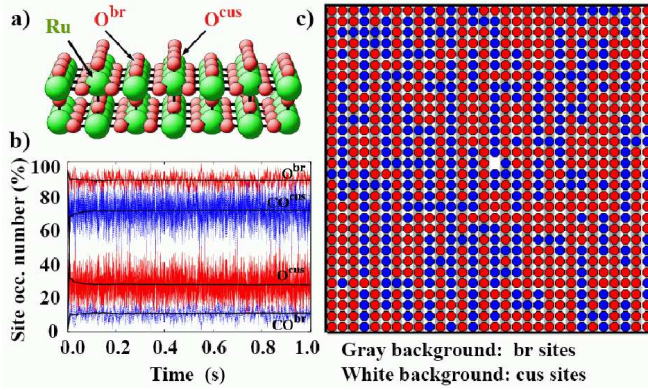 a)
O^br
O^cus
Ru
b)
Site occ. number (%)
100
80
60
40
20
0
O^br
CO^cus
O^cus
CO^br
0.0 0.2 0.4 0.6 0.8 1.0
Time (s)
c)
Gray background: br sites
White background: cus sites